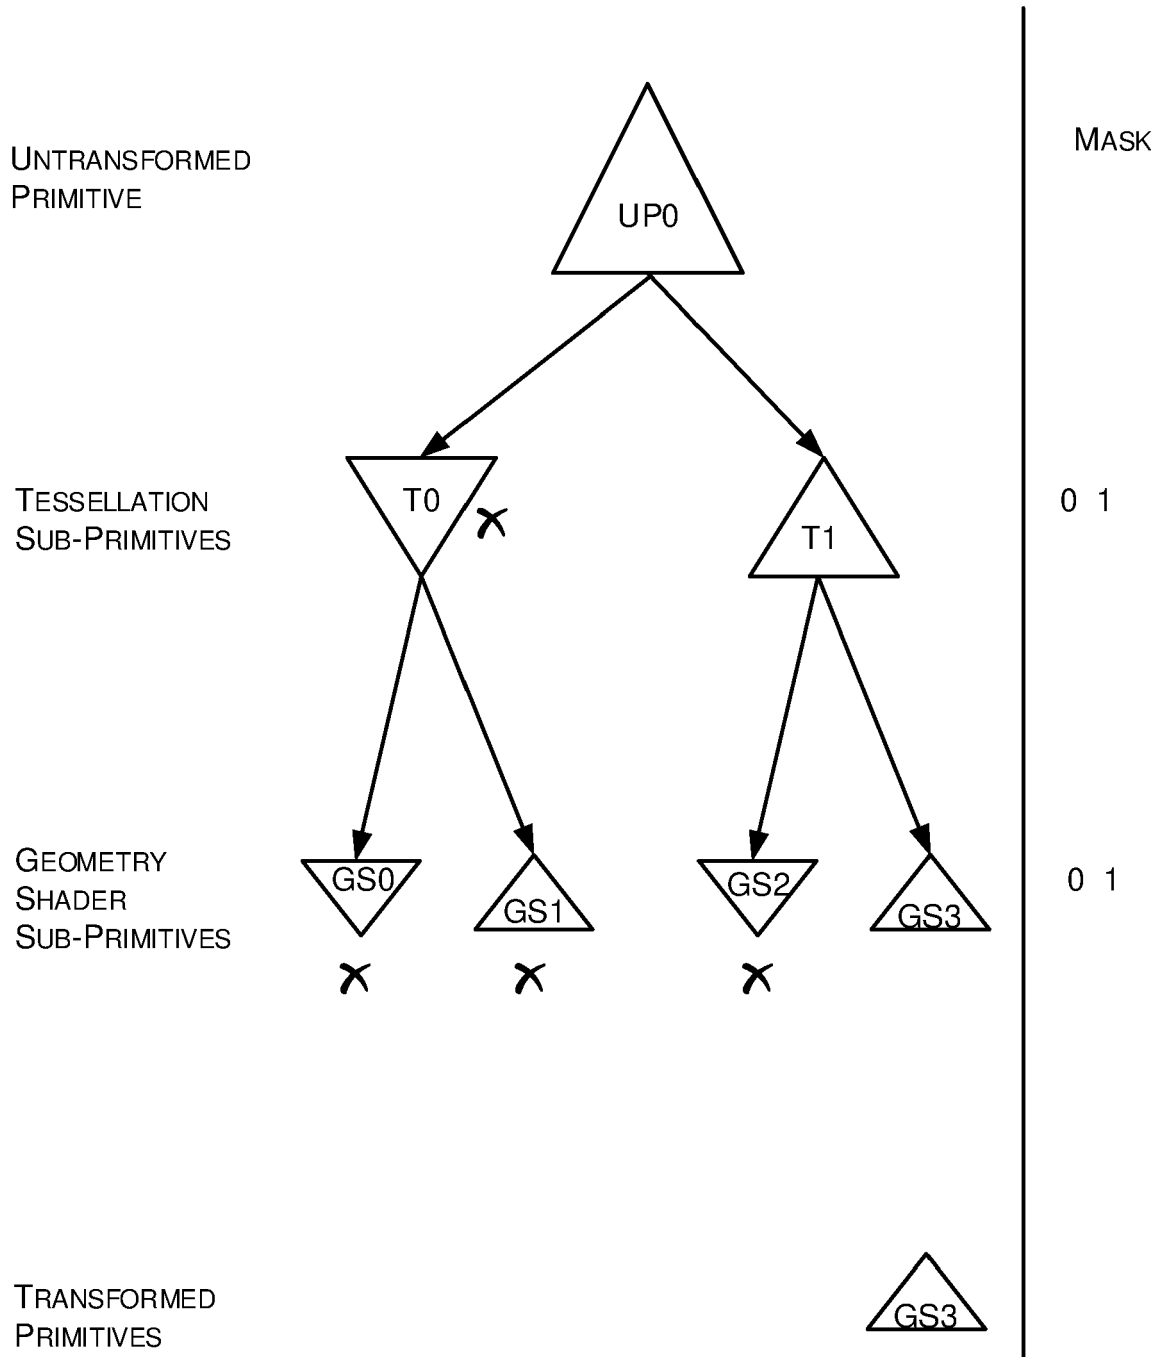 MASK
UNTRANSFORMED
PRIMITIVE
UP0
TESSELLATION
SUB-PRIMITIVES
T0
T1
0 1
GEOMETRY
SHADER
SUB-PRIMITIVES
GS0
GS1
GS2
GS3
0 1
TRANSFORMED
PRIMITIVES
GS3